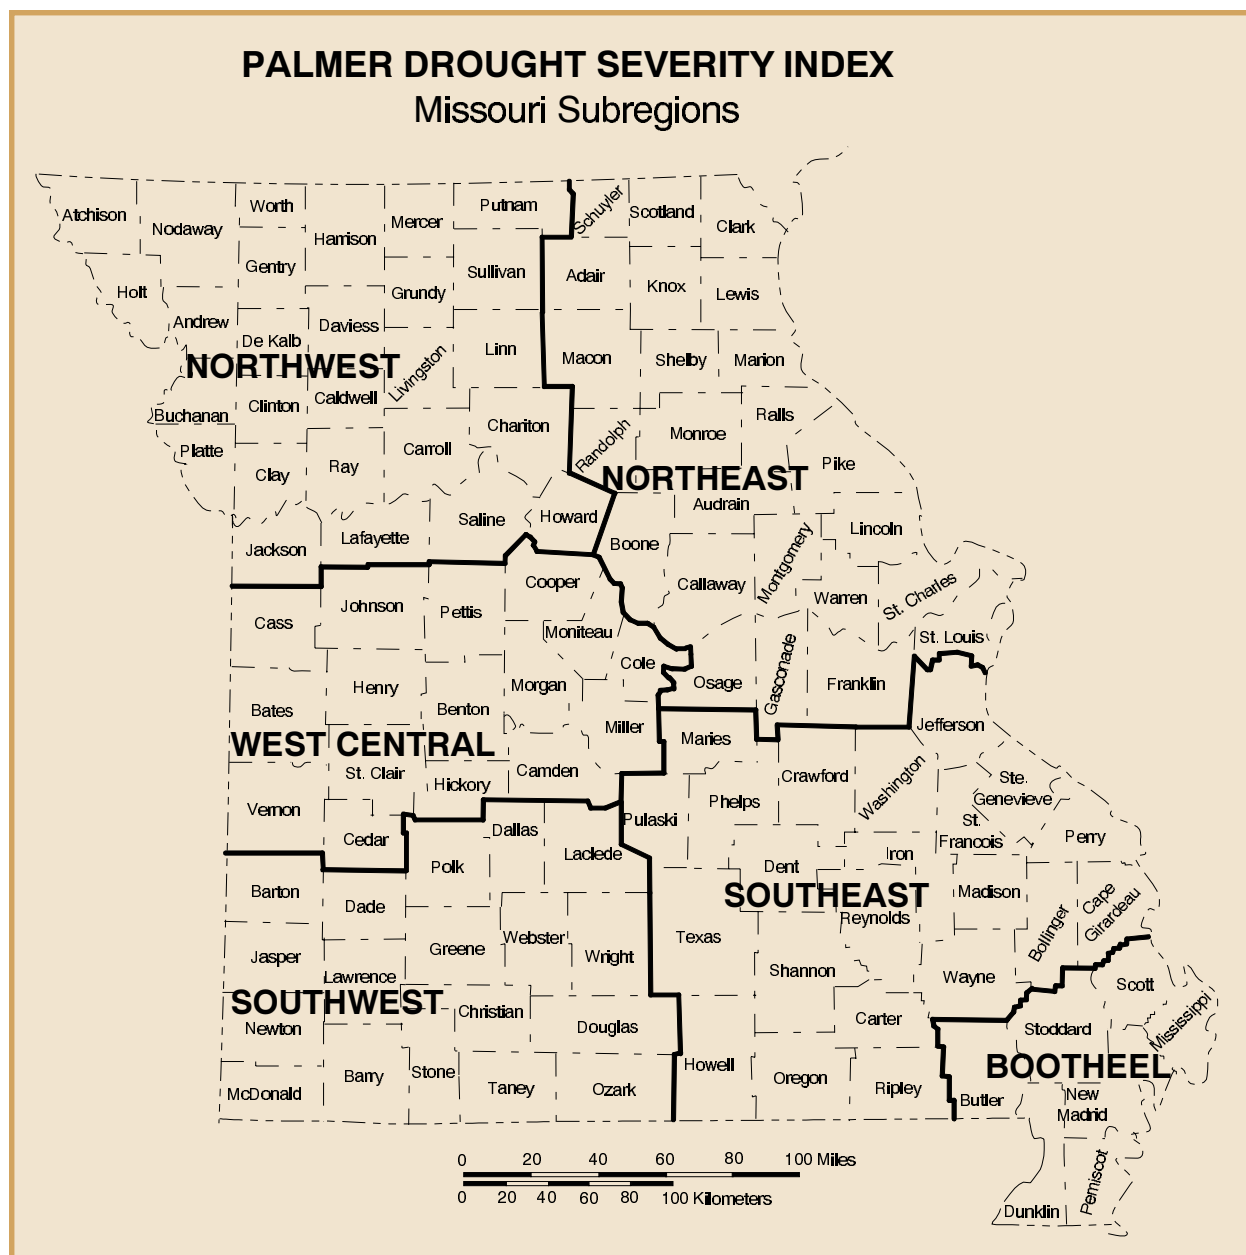 PALMER DROUGHT SEVERITY INDEX
Missouri Subregions
Atchison
Nodaway
Worth
Gentry
Harrison
Mercer
Putnam
Schuyler
Scotland
Clark
Holt
Andrew
De Kalb
Daviess
Grundy
Sullivan
Adair
Knox
Lewis
NORTHWEST
Livingston
Linn
Macon
Shelby
Marion
Buchanan
Clinton
Caldwell
Chariton
Randolph
Monroe
Ralls
Platte
Clay
Ray
Carroll
NORTHEAST
Pike
Audrain
Jackson
Lafayette
Saline
Howard
Boone
Callaway
Montgomery
Lincoln
Warren
St. Charles
St. Louis
Cass
Johnson
Pettis
Cooper
Moniteau
Cole
Osage
Gasconade
Franklin
Bates
Henry
Benton
Morgan
Miller
Maries
Jefferson
WEST CENTRAL
St. Clair
Hickory
Camden
Phelps
Crawford
Washington
Ste.
Genevieve
Vernon
Cedar
Polk
Dallas
Laclede
Pulaski
Dent
Iron
St.
Francois
Perry
SOUTHEAST
Barton
Dade
Greene
Webster
Wright
Texas
Reynolds
Madison
Bollinger
Cape
Girardeau
Jasper
Lawrence
Shannon
Wayne
Scott
SOUTHWEST
Newton
Christian
Douglas
Carter
Stoddard
Mississippi
McDonald
Barry
Stone
Taney
Ozark
Howell
Oregon
Ripley
Butler
BOOTHEEL
New
Madrid
Pemiscot
Dunklin
0 20 40 60 80 100 Miles
0 20 40 60 80 100 Kilometers